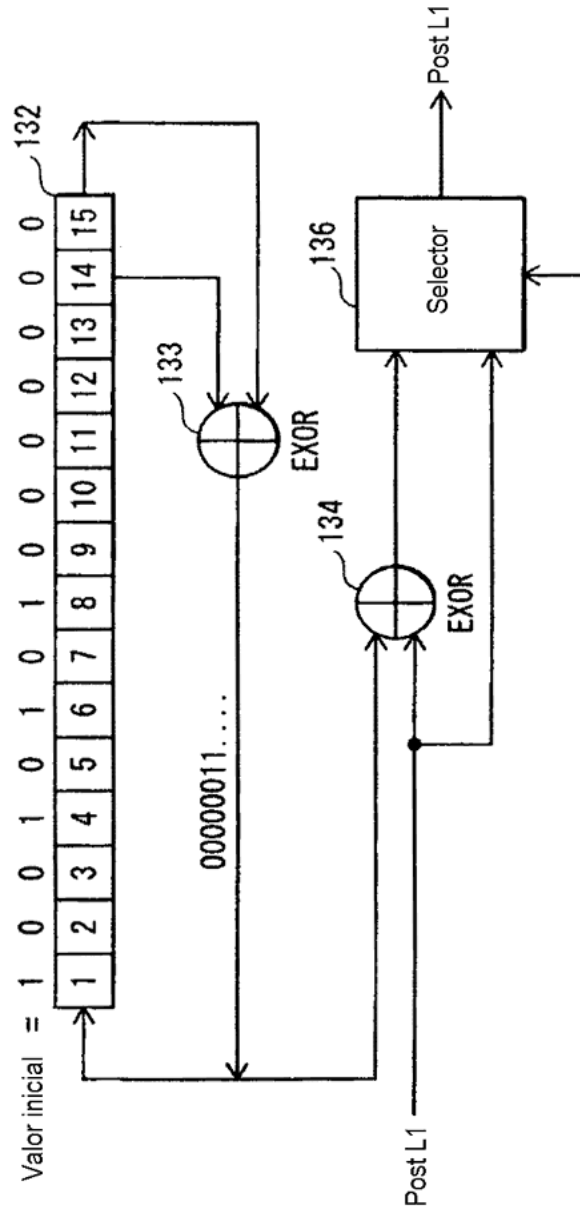 Valor inicial = 1 0 0 1 0 1 0 1 0 0 0 0 0 0 0
132
1 2 3 4 5 6 7 8 9 10 11 12 13 14 15
133
EXOR
00000011.....
134
EXOR
136
Selector
Post L1
Post L1